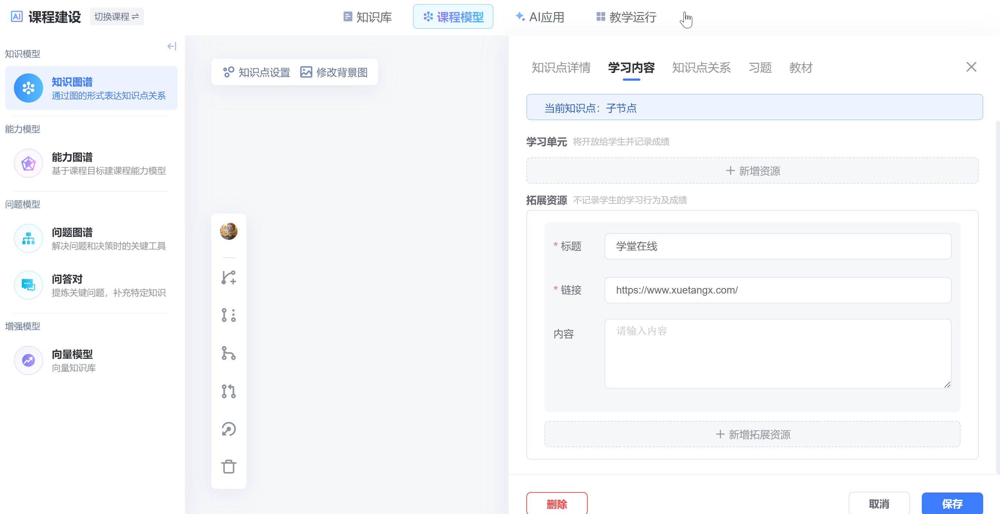 AI 课程建设 切换课程
知识库 课程模型 AI应用 教学运行
知识模型
知识图谱
通过图的形式表达知识点关系
能力模型
能力图谱
基于课程目标建课程能力模型
问题模型
问题图谱
解决问题和决策时的关键工具
问答对
提炼关键问题，补充特定知识
增强模型
向量模型
向量知识库
知识点设置 修改背景图
知识点详情 学习内容 知识点关系 习题 教材
当前知识点：子节点
学习单元 将开放给学生并记录成绩
+ 新增资源
拓展资源 不记录学生的学习行为及成绩
* 标题 学堂在线
* 链接 https://www.xuetangx.com/
内容 请输入内容
+ 新增拓展资源
删除 取消 保存